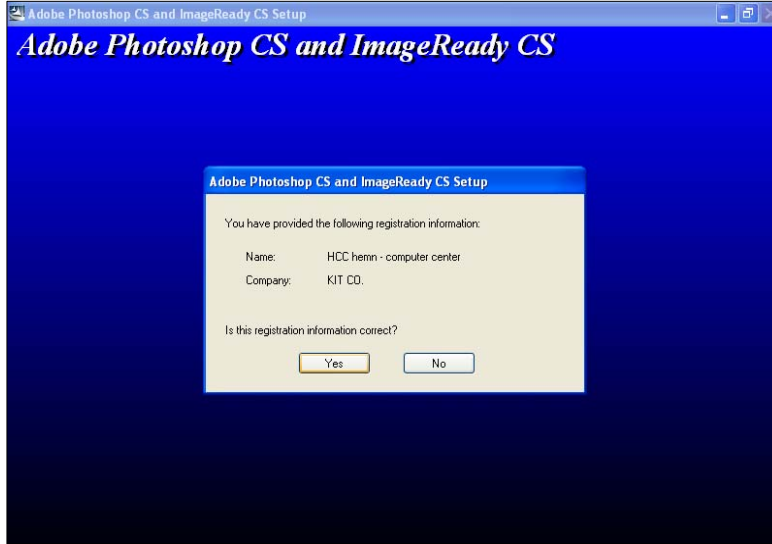 Adobe Photoshop CS and ImageReady CS Setup
Adobe Photoshop CS and ImageReady CS
Adobe Photoshop CS and ImageReady CS Setup
You have provided the following registration information:
Name: HCC hemn - computer center
Company: KIT CO.
Is this registration information correct?
Yes No